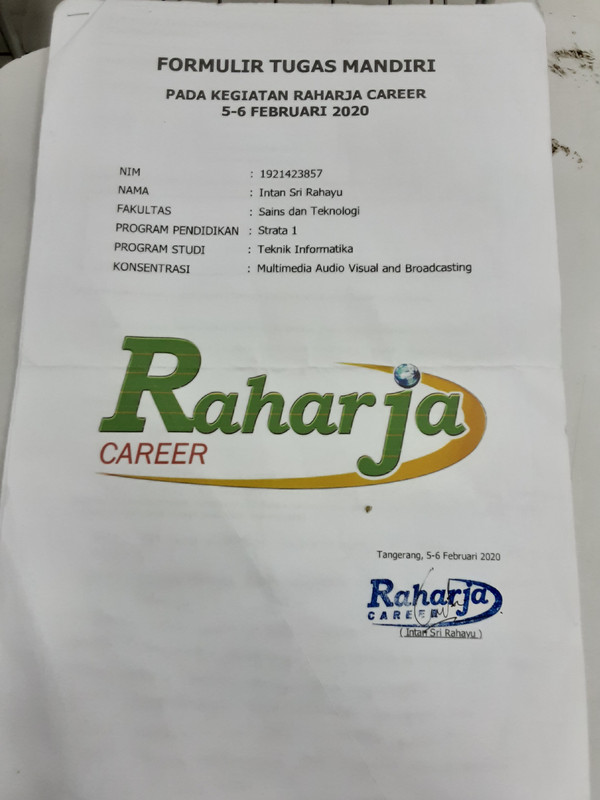 FORMULIR TUGAS MANDIRI
PADA KEGIATAN RAHARJA CAREER
5-6 FEBRUARI 2020
NIM : 1921423857
NAMA : Intan Sri Rahayu
FAKULTAS : Sains dan Teknologi
PROGRAM PENDIDIKAN : Strata 1
PROGRAM STUDI : Teknik Informatika
KONSENTRASI : Multimedia Audio Visual and Broadcasting
Raharja
CAREER
Tangerang, 5-6 Februari 2020
Raharja
CAREER
( Intan Sri Rahayu )